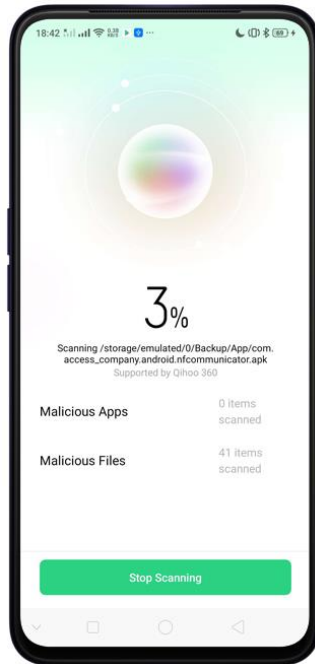 18:42
69
3%
Scanning /storage/emulated/0/Backup/App/com.
access_company.android.nfcommunicator.apk
Supported by Qihoo 360
Malicious Apps
0 items
scanned
Malicious Files
41 items
scanned
Stop Scanning